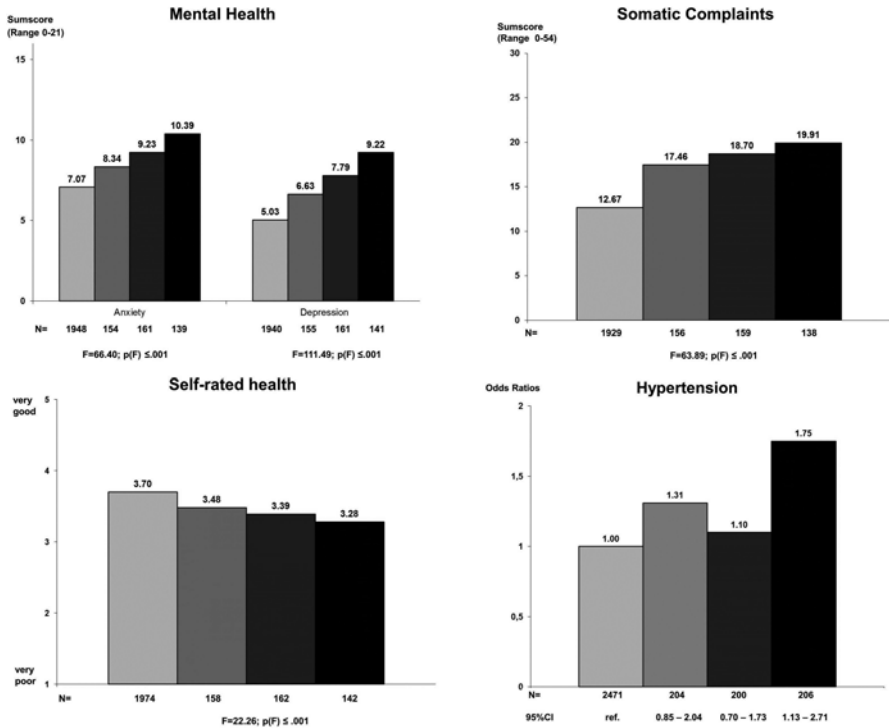 Mental Health
Sumscore
(Range 0-21)
15
10
5
0
7.07
8.34
9.23
10.39
5.03
6.63
7.79
9.22
Anxiety
Depression
N= 1948 154 161 139 1940 155 161 141
F=66.40; p(F) ≤.001 F=111.49; p(F) ≤.001
Somatic Complaints
Sumscore
(Range 0-54)
30
25
20
15
10
5
0
12.67
17.46
18.70
19.91
N= 1929 156 159 138
F=63.89; p(F) ≤ .001
Self-rated health
very
good
5
4
3
2
1
very
poor
3.70
3.48
3.39
3.28
N= 1974 158 162 142
F=22.26; p(F) ≤ .001
Hypertension
Odds Ratios
2
1,5
1
0,5
0
1.00
1.31
1.10
1.75
N= 2471 204 200 206
95%CI ref. 0.85 – 2.04 0.70 – 1.73 1.13 – 2.71